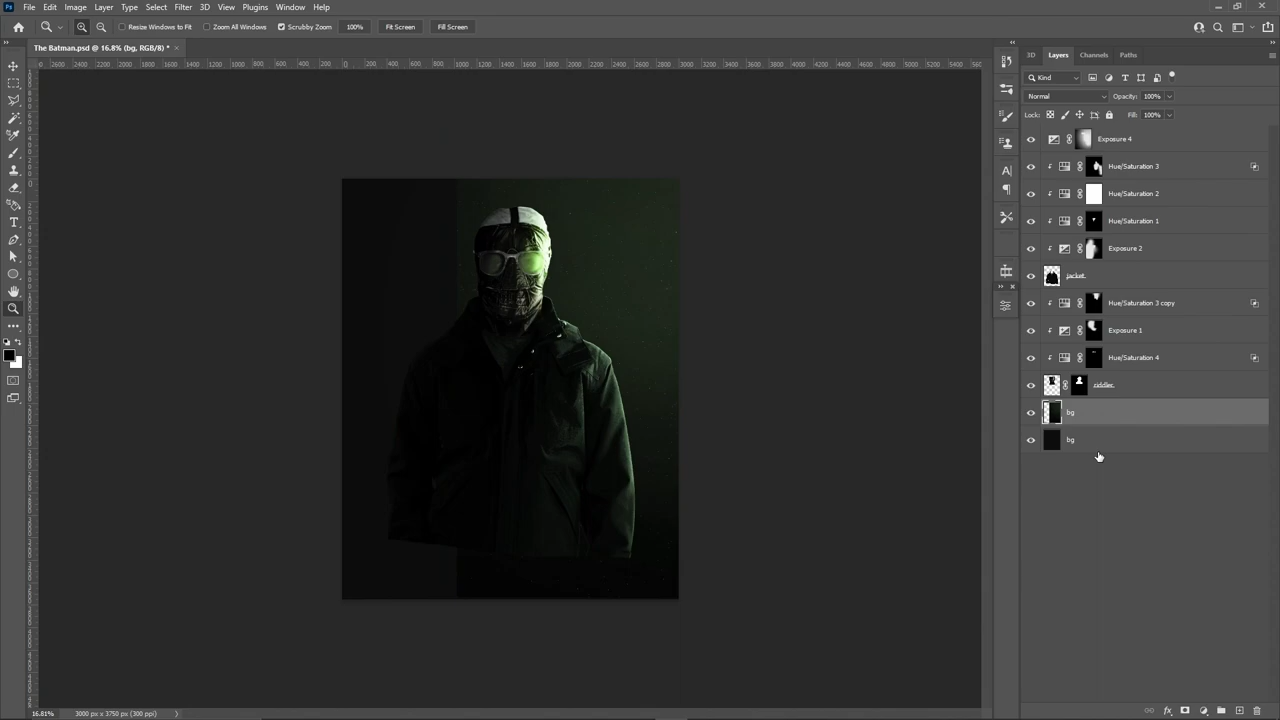 Ps File Edit Image Layer Type Select Filter 3D View Plugins Window Help
Resize Windows to Fit Zoom All Windows Scrubby Zoom 100% Fit Screen Fill Screen
The Batman.psd @ 16.8% (bg, RGB/8) * ×
3D Layers Channels Paths
Kind
Normal Opacity: 100%
Lock: Fill: 100%
Exposure 4
Hue/Saturation 3
Hue/Saturation 2
Hue/Saturation 1
Exposure 2
jacket.
Hue/Saturation 3 copy
Exposure 1
Hue/Saturation 4
riddler.
bg
bg
16.81% 3000 px x 3750 px (300 ppi)